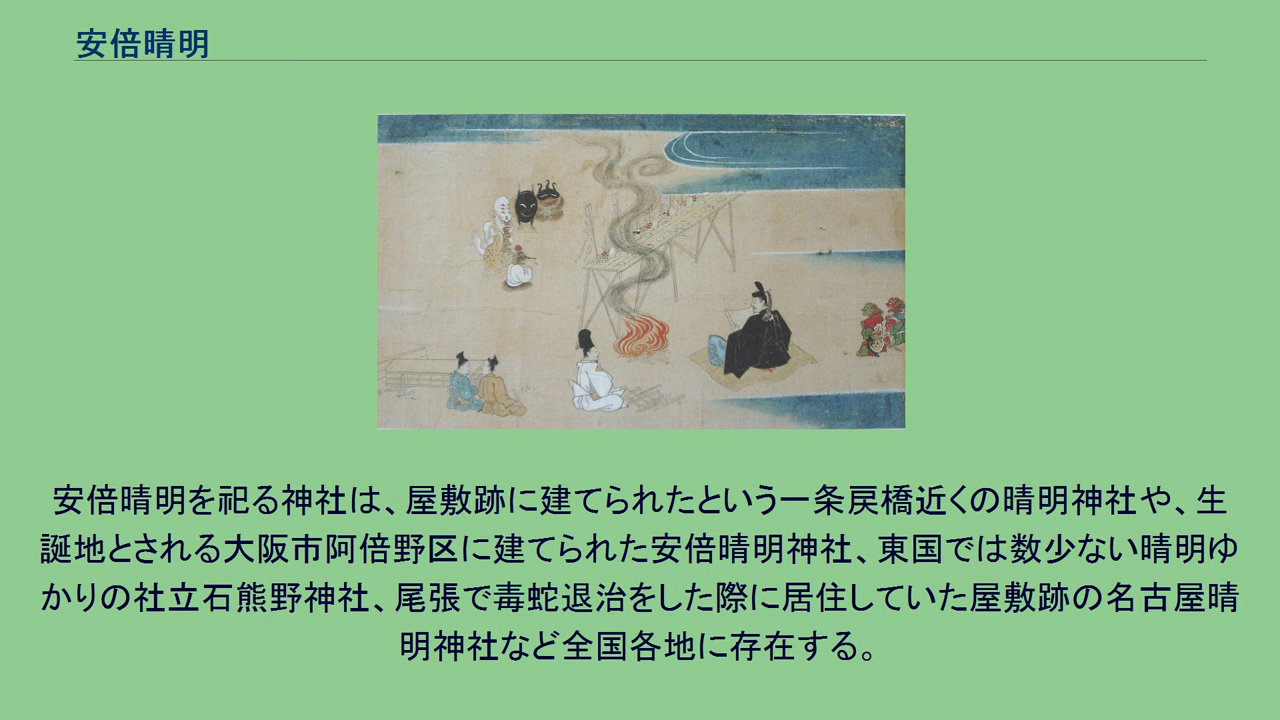 安倍晴明
安倍晴明を祀る神社は、屋敷跡に建てられたという一条戻橋近くの晴明神社や、生
誕地とされる大阪市阿倍野区に建てられた安倍晴明神社、東国では数少ない晴明ゆ
かりの社立石熊野神社、尾張で毒蛇退治をした際に居住していた屋敷跡の名古屋晴
明神社など全国各地に存在する。